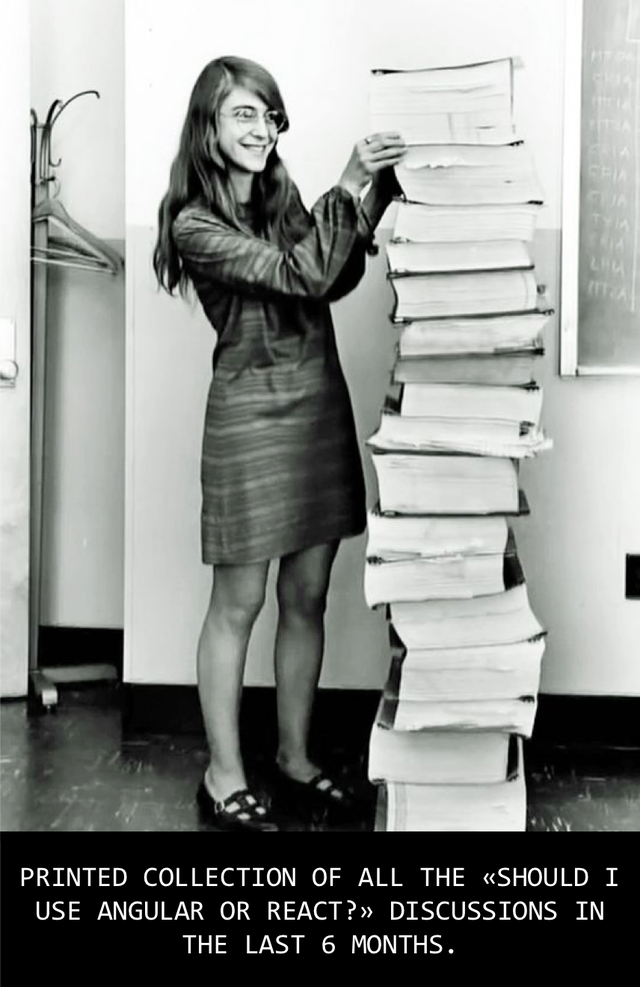 PRINTED COLLECTION OF ALL THE «SHOULD I
USE ANGULAR OR REACT?» DISCUSSIONS IN
THE LAST 6 MONTHS.